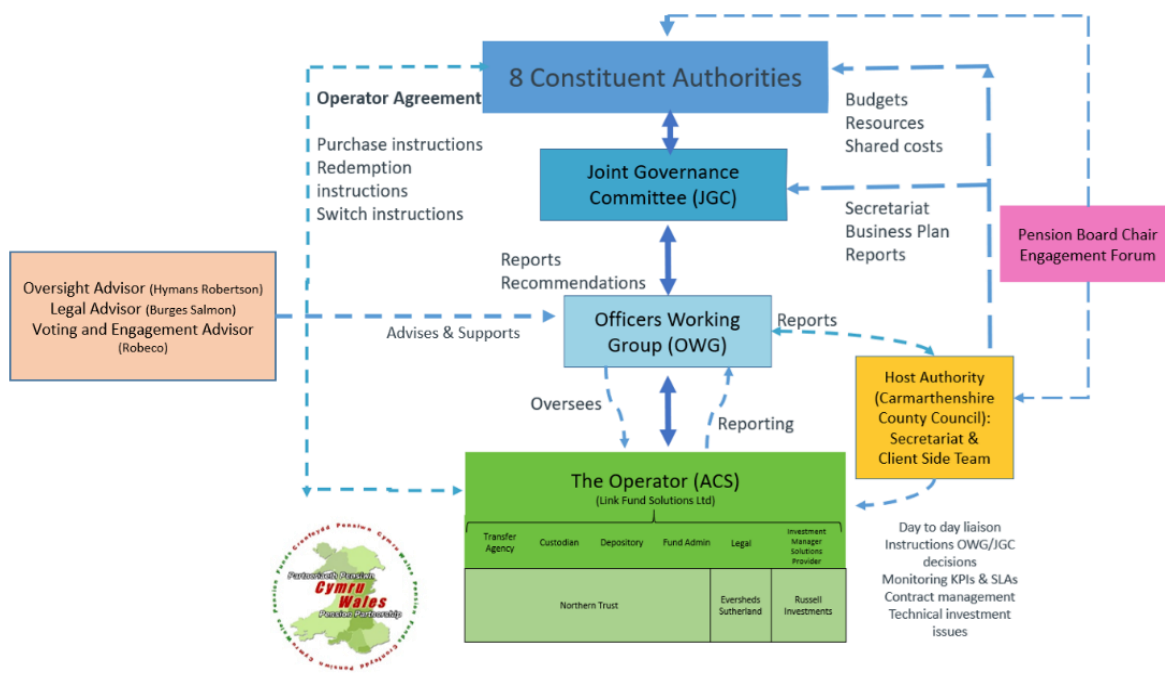 8 Constituent Authorities
Operator Agreement
Purchase instructions
Redemption
instructions
Switch instructions
Budgets
Resources
Shared costs
Joint Governance
Committee (JGC)
Secretariat
Business Plan
Reports
Pension Board Chair
Engagement Forum
Reports
Recommendations
Oversight Advisor (Hymans Robertson)
Legal Advisor (Burges Salmon)
Voting and Engagement Advisor
(Robeco)
Advises & Supports
Officers Working
Group (OWG)
Reports
Host Authority
(Carmarthenshire
County Council):
Secretariat &
Client Side Team
Oversees
Reporting
The Operator (ACS)
(Link Fund Solutions Ltd)
Transfer
Agency
Custodian
Depository
Fund Admin
Legal
Investment
Manager
Solutions
Provider
Northern Trust
Eversheds
Sutherland
Russell
Investments
Day to day liaison
Instructions OWG/JGC
decisions
Monitoring KPIs & SLAs
Contract management
Technical investment
issues
Partneriaeth Pensiwn
Cymru
Wales
Pension Partnership